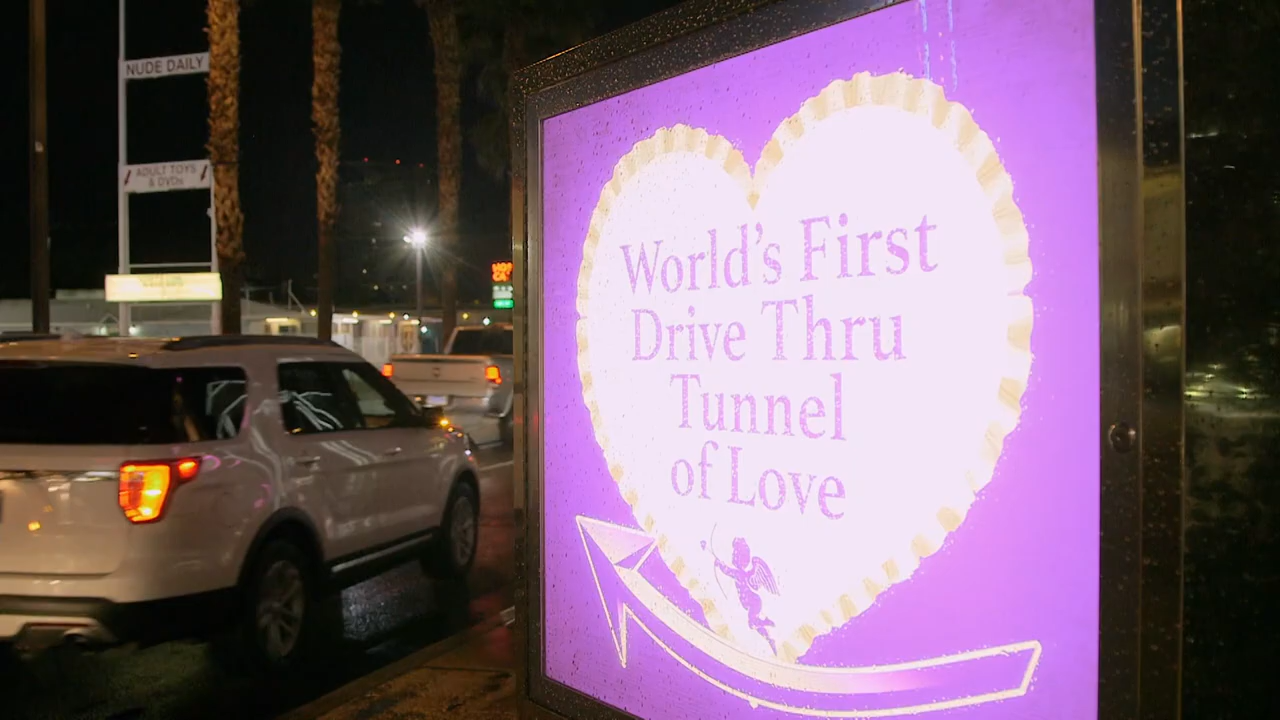 NUDE DAILY
ADULT TOYS
& DVDs
World's First
Drive Thru
Tunnel
of Love